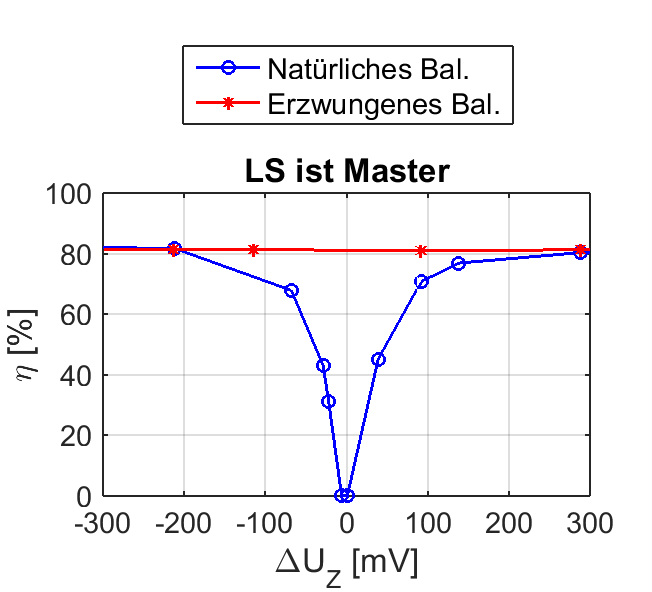 Natürliches Bal.
Erzwungenes Bal.
LS ist Master
100
80
60
40
20
0
η [%]
-300 -200 -100 0 100 200 300
ΔU_Z [mV]